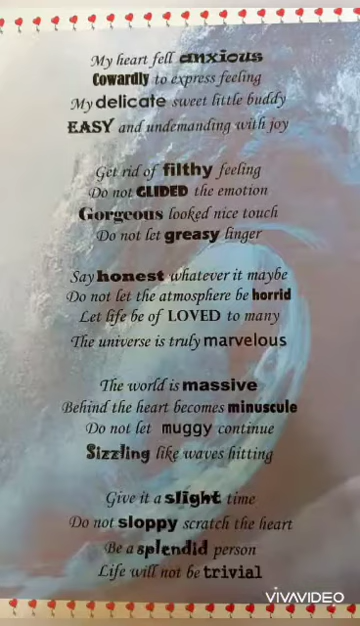 My heart fell anxious
Cowardly to express feeling
My delicate sweet little buddy
EASY and undemanding with joy
Get rid of filthy feeling
Do not GLIDED the emotion
Gorgeous looked nice touch
Do not let greasy linger
Say honest whatever it maybe
Do not let the atmosphere be horrid
Let life be of LOVED to many
The universe is truly marvelous
The world is massive
Behind the heart becomes minuscule
Do not let muggy continue
Sizzling like waves hitting
Give it a slight time
Do not sloppy scratch the heart
Be a splendid person
Life will not be trivial
VIVAVIDEO